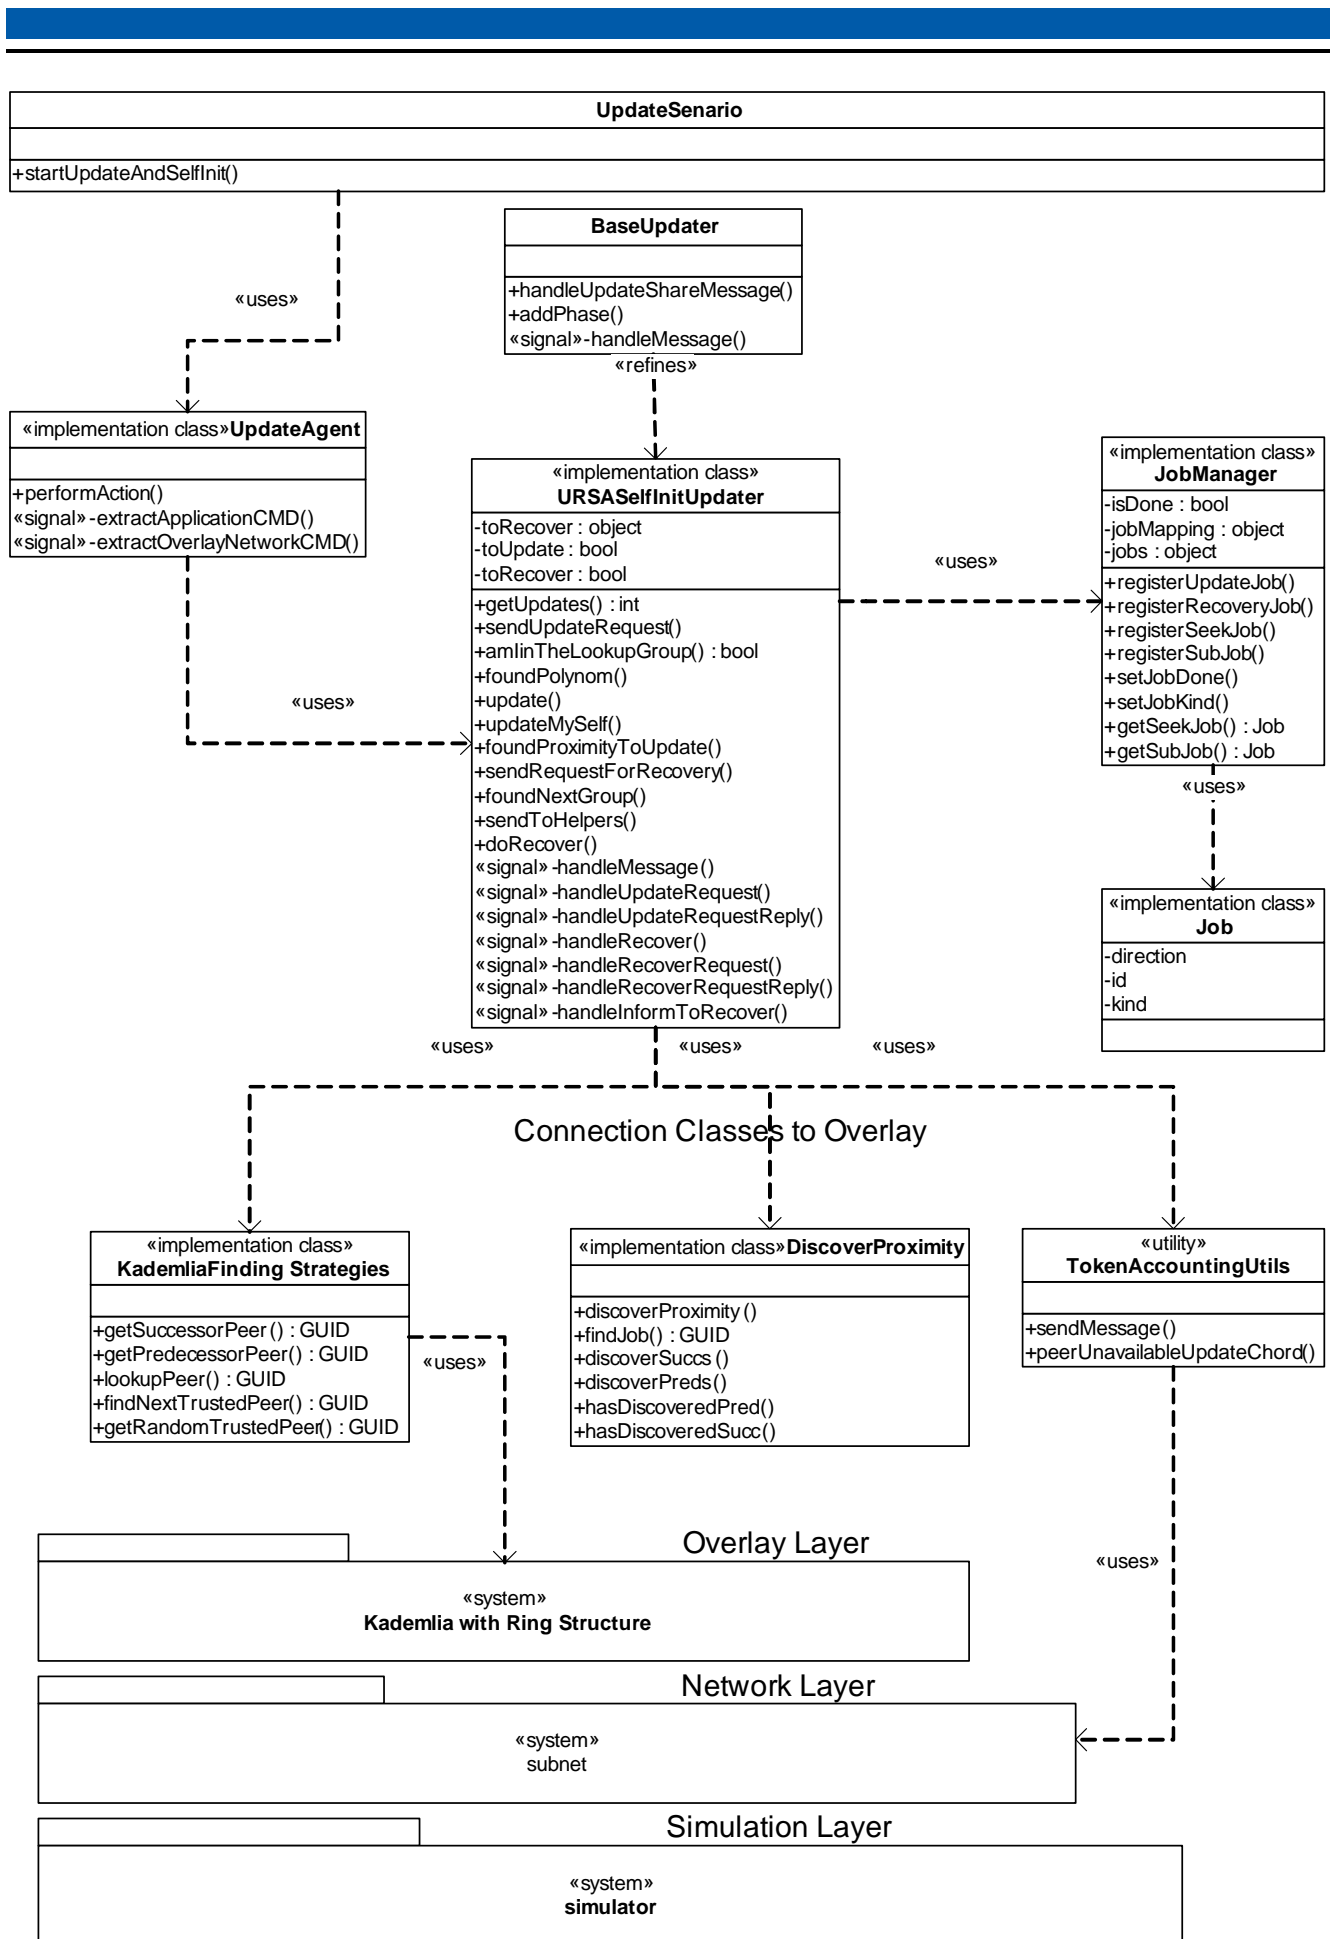 UpdateSenario
+startUpdateAndSelfInit()
«uses»
BaseUpdater
+handleUpdateShareMessage()
+addPhase()
«signal»-handleMessage()
«refines»
«implementation class»UpdateAgent
+performAction()
«signal»-extractApplicationCMD()
«signal»-extractOverlayNetworkCMD()
«uses»
«implementation class»
URSASelfInitUpdater
-toRecover : object
-toUpdate : bool
-toRecover : bool
+getUpdates() : int
+sendUpdateRequest()
+amIinTheLookupGroup() : bool
+foundPolynom()
+update()
+updateMySelf()
+foundProximityToUpdate()
+sendRequestForRecovery()
+foundNextGroup()
+sendToHelpers()
+doRecover()
«signal»-handleMessage()
«signal»-handleUpdateRequest()
«signal»-handleUpdateRequestReply()
«signal»-handleRecover()
«signal»-handleRecoverRequest()
«signal»-handleRecoverRequestReply()
«signal»-handleInformToRecover()
«uses»
«implementation class»
JobManager
-isDone : bool
-jobMapping : object
-jobs : object
+registerUpdateJob()
+registerRecoveryJob()
+registerSeekJob()
+registerSubJob()
+setJobDone()
+setJobKind()
+getSeekJob() : Job
+getSubJob() : Job
«uses»
«implementation class»
Job
-direction
-id
-kind
«uses»
«uses»
«uses»
Connection Classes to Overlay
«implementation class»
KademliaFinding Strategies
+getSuccessorPeer() : GUID
+getPredecessorPeer() : GUID
+lookupPeer() : GUID
+findNextTrustedPeer() : GUID
+getRandomTrustedPeer() : GUID
«uses»
«implementation class»DiscoverProximity
+discoverProximity()
+findJob() : GUID
+discoverSuccs()
+discoverPreds()
+hasDiscoveredPred()
+hasDiscoveredSucc()
«utility»
TokenAccountingUtils
+sendMessage()
+peerUnavailableUpdateChord()
«uses»
Overlay Layer
«system»
Kademlia with Ring Structure
Network Layer
«system»
subnet
Simulation Layer
«system»
simulator